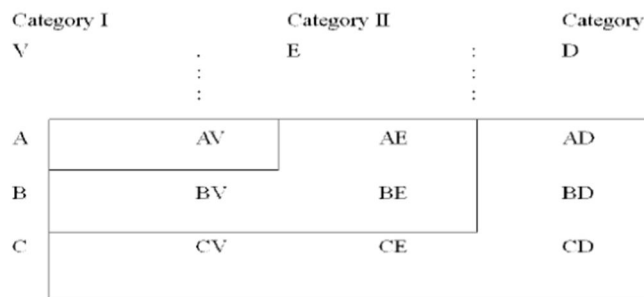 Category I Category II Category
V . E : D
: :
: :
A AV AE AD
B BV BE BD
C CV CE CD